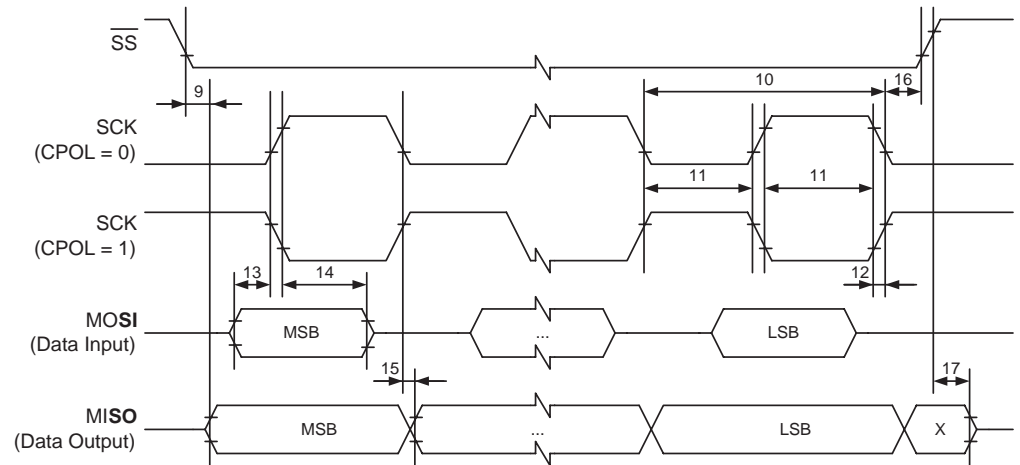 SS
9
10
16
SCK
(CPOL = 0)
11
11
SCK
(CPOL = 1)
13
14
12
MOSI
(Data Input)
MSB
...
LSB
15
17
MISO
(Data Output)
MSB
...
LSB
X